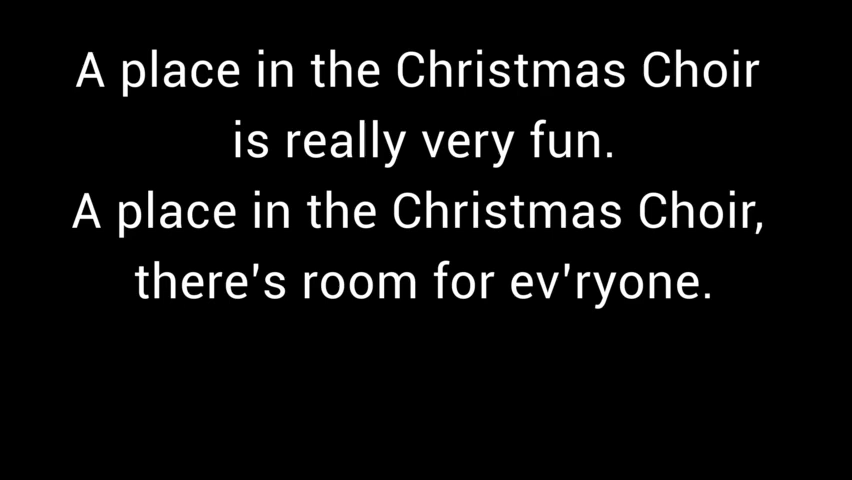 A place in the Christmas Choir
is really very fun.
A place in the Christmas Choir,
there's room for ev'ryone.